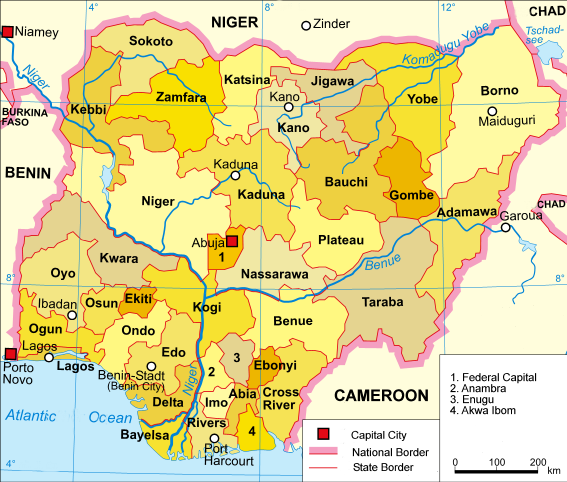 4°
8°
12°
CHAD
NIGER
Zinder
Niamey
Sokoto
Komadugu Yobe
Tschad-
see
Niger
Katsina
Jigawa
Kebbi
Zamfara
Kano
Yobe
Borno
BURKINA
FASO
Kano
Maiduguri
BENIN
Kaduna
Bauchi
Niger
Kaduna
Gombe
CHAD
Adamawa
Garoua
Abuja
1
Plateau
Kwara
Benue
Nassarawa
Oyo
8°
8°
Taraba
Ekiti
Osun
Kogi
Ibadan
Benue
Ogun
Ondo
Lagos
Edo
3
Ebonyi
Porto
Novo
Lagos
Benin-Stadt
(Benin City)
2
Niger
Abia
Cross
River
CAMEROON
Imo
Delta
Atlantic Ocean
Rivers
Bayelsa
4
Port
Harcourt
4°
1. Federal Capital
2. Anambra
3. Enugu
4. Akwa Ibom
Capital City
National Border
State Border
0 100 200
km